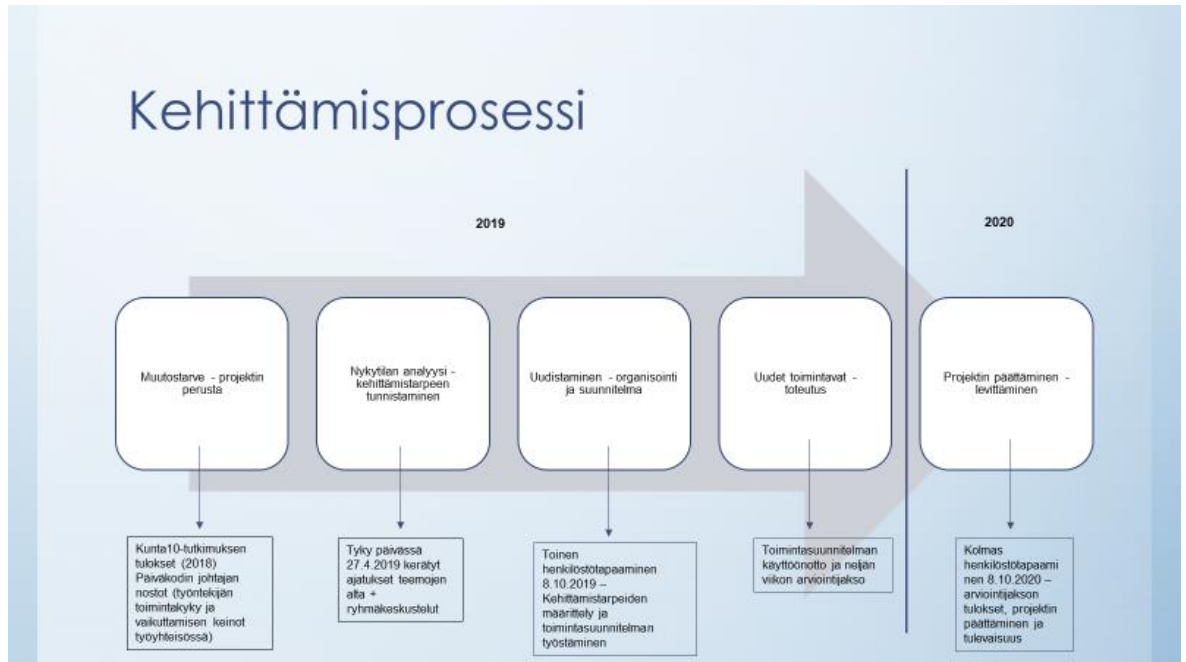 Kehittämisprosessi
2019
2020
Muutostarve - projektin
perusta
Nykytilan analyysi -
kehittämistarpeen
tunnistaminen
Uudistaminen - organisointi
ja suunnitelma
Uudet toimintavat -
toteutus
Projektin päättäminen -
levittäminen
Kunta10-tutkimuksen
tulokset (2018)
Päiväkodin johtajan
nostot (työntekijän
toimintakyky ja
vaikuttamisen keinot
työyhteisössä)
Tyky päivässä
27.4.2019 kerätyt
ajatukset teemojen
alta +
ryhmäkeskustelut
Toinen
henkilöstötapaaminen
8.10.2019 –
Kehittämistarpeiden
määrittely ja
toimintasuunnitelman
työstäminen
Toimintasuunnitelman
käyttöönotto ja neljän
viikon arviointijakso
Kolmas
henkilöstötapaami
nen 8.10.2020 –
arviointijakson
tulokset, projektin
päättäminen ja
tulevaisuus